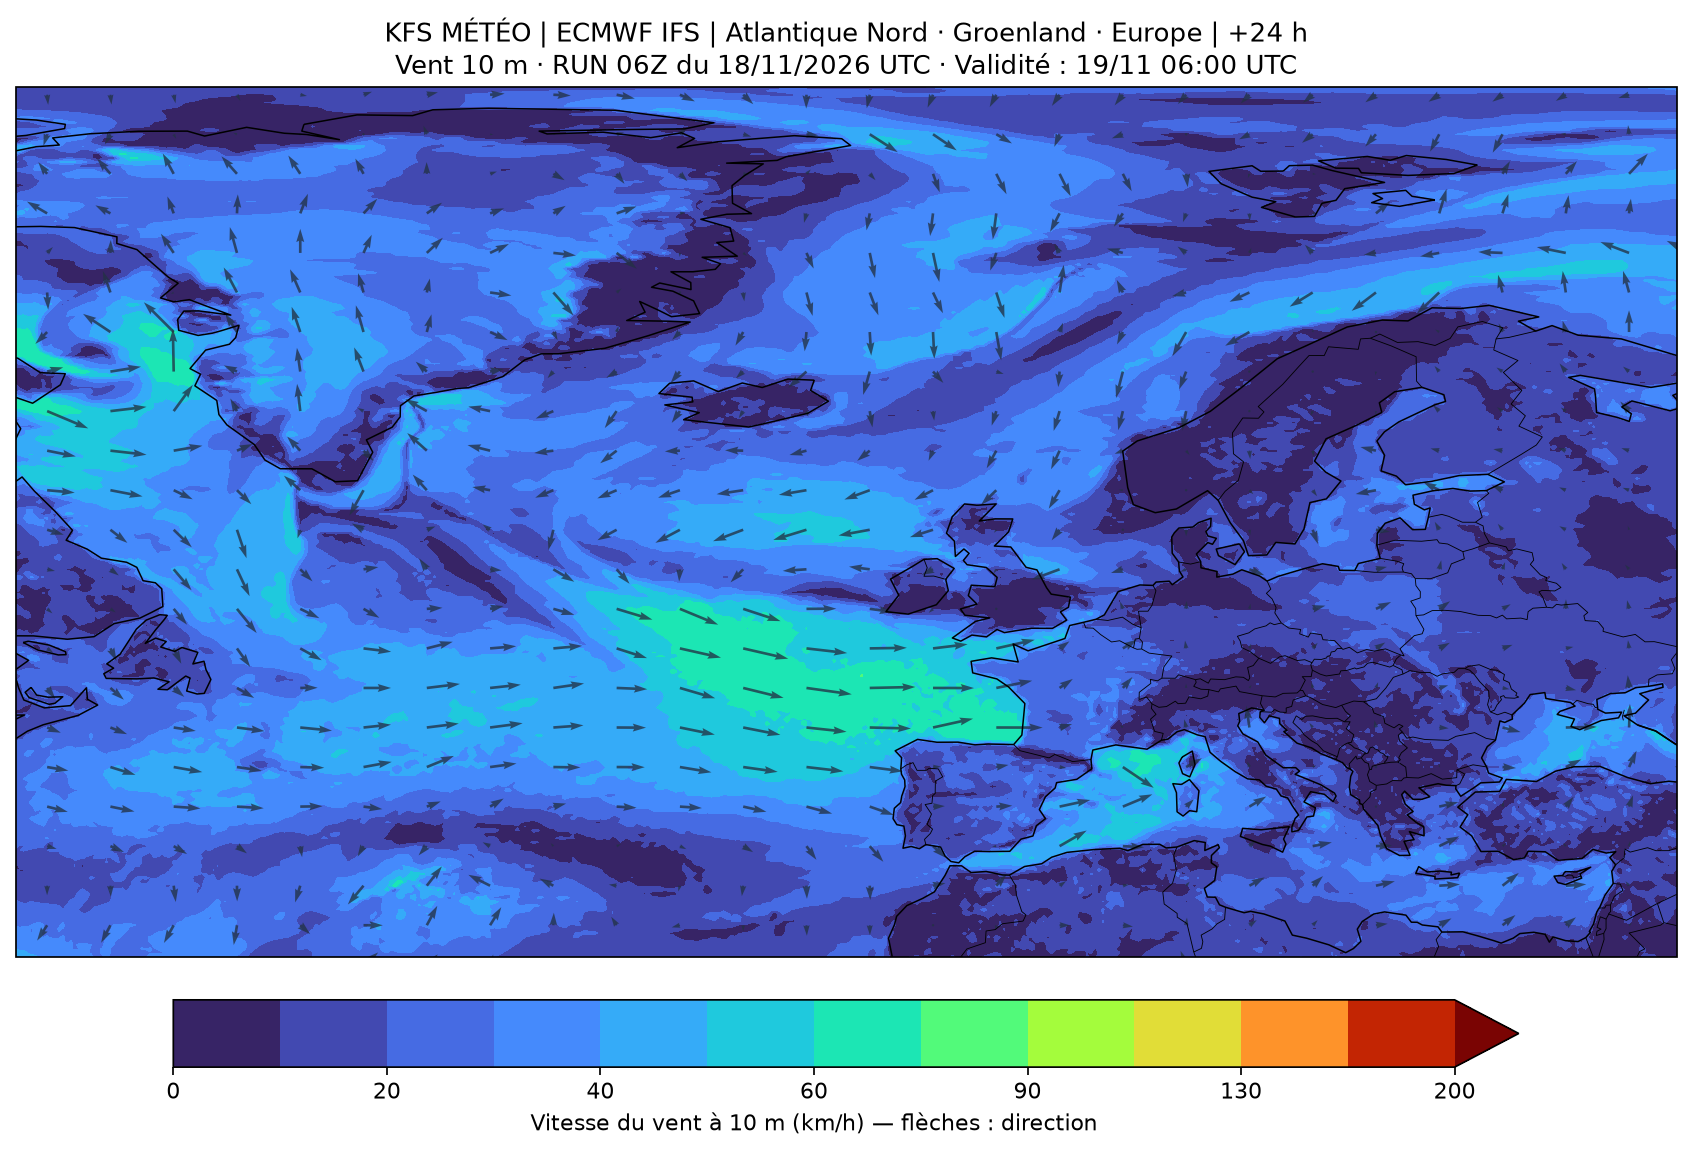 KFS MÉTÉO | ECMWF IFS | Atlantique Nord · Groenland · Europe | +24 h
Vent 10 m · RUN 06Z du 18/11/2026 UTC · Validité : 19/11 06:00 UTC
0 20 40 60 90 130 200
Vitesse du vent à 10 m (km/h) — flèches : direction